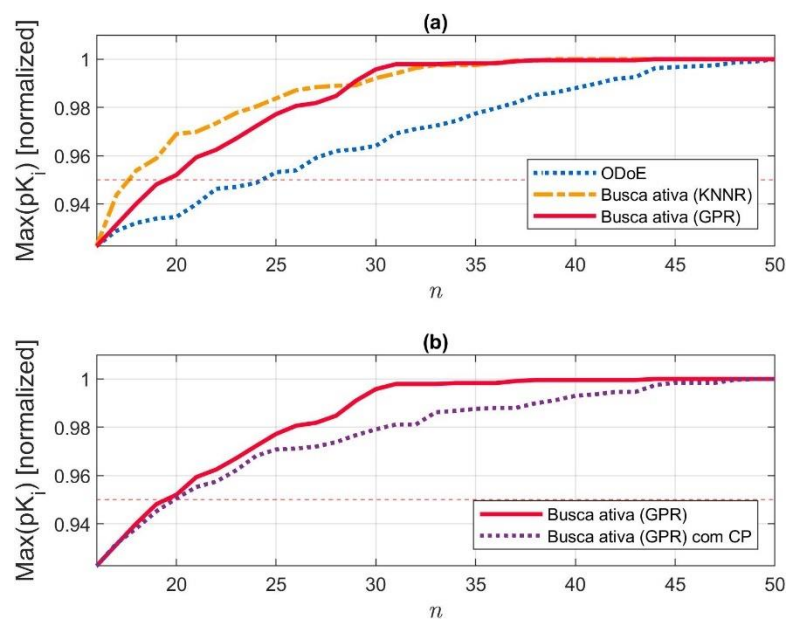 (a)
Max(pKi) [normalized]
1
0.98
0.96
0.94
ODoE
Busca ativa (KNNR)
Busca ativa (GPR)
20
25
30
35
40
45
50
n
(b)
Max(pKi) [normalized]
1
0.98
0.96
0.94
Busca ativa (GPR)
Busca ativa (GPR) com CP
20
25
30
35
40
45
50
n